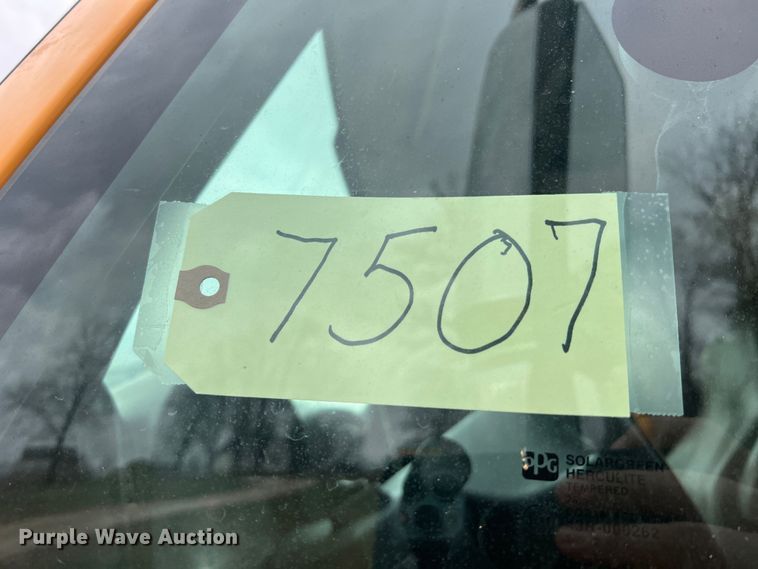 7507
PPG SOLARGREEN
HERCULITE
TEMPERED
Purple Wave Auction